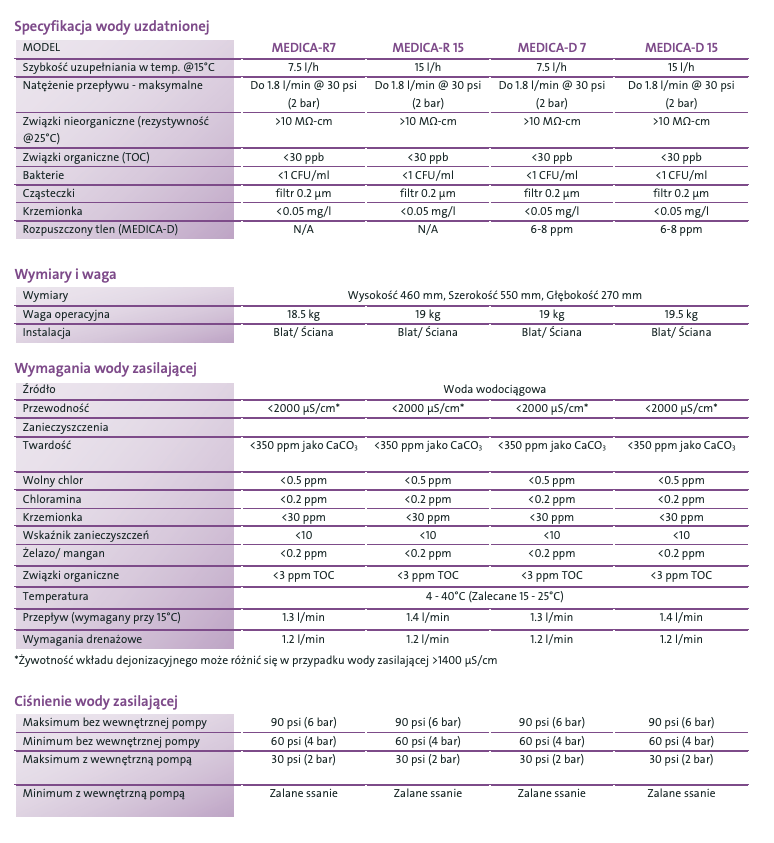 Specyfikacja wody uzdatnionej
MODEL MEDICA-R7 MEDICA-R 15 MEDICA-D 7 MEDICA-D 15
Szybkość uzupełniania w temp. @15°C 7.5 l/h 15 l/h 7.5 l/h 15 l/h
Natężenie przepływu - maksymalne Do 1.8 l/min @ 30 psi Do 1.8 l/min @ 30 psi Do 1.8 l/min @ 30 psi Do 1.8 l/min @ 30 psi
(2 bar) (2 bar) (2 bar) (2 bar)
Związki nieorganiczne (rezystywność >10 MΩ-cm >10 MΩ-cm >10 MΩ-cm >10 MΩ-cm
@25°C)
Związki organiczne (TOC) <30 ppb <30 ppb <30 ppb <30 ppb
Bakterie <1 CFU/ml <1 CFU/ml <1 CFU/ml <1 CFU/ml
Cząsteczki filtr 0.2 µm filtr 0.2 µm filtr 0.2 µm filtr 0.2 µm
Krzemionka <0.05 mg/l <0.05 mg/l <0.05 mg/l <0.05 mg/l
Rozpuszczony tlen (MEDICA-D) N/A N/A 6-8 ppm 6-8 ppm
Wymiary i waga
Wymiary Wysokość 460 mm, Szerokość 550 mm, Głębokość 270 mm
Waga operacyjna 18.5 kg 19 kg 19 kg 19.5 kg
Instalacja Blat/ Ściana Blat/ Ściana Blat/ Ściana Blat/ Ściana
Wymagania wody zasilającej
Źródło Woda wodociągowa
Przewodność <2000 µS/cm* <2000 µS/cm* <2000 µS/cm* <2000 µS/cm*
Zanieczyszczenia
Twardość <350 ppm jako CaCO₃ <350 ppm jako CaCO₃ <350 ppm jako CaCO₃ <350 ppm jako CaCO₃
Wolny chlor <0.5 ppm <0.5 ppm <0.5 ppm <0.5 ppm
Chloramina <0.2 ppm <0.2 ppm <0.2 ppm <0.2 ppm
Krzemionka <30 ppm <30 ppm <30 ppm <30 ppm
Wskaźnik zanieczyszczeń <10 <10 <10 <10
Żelazo/ mangan <0.2 ppm <0.2 ppm <0.2 ppm <0.2 ppm
Związki organiczne <3 ppm TOC <3 ppm TOC <3 ppm TOC <3 ppm TOC
Temperatura 4 - 40°C (Zalecane 15 - 25°C)
Przepływ (wymagany przy 15°C) 1.3 l/min 1.4 l/min 1.3 l/min 1.4 l/min
Wymagania drenażowe 1.2 l/min 1.2 l/min 1.2 l/min 1.2 l/min
*Żywotność wkładu dejonizacyjnego może różnić się w przypadku wody zasilającej >1400 µS/cm
Ciśnienie wody zasilającej
Maksimum bez wewnętrznej pompy 90 psi (6 bar) 90 psi (6 bar) 90 psi (6 bar) 90 psi (6 bar)
Minimum bez wewnętrznej pompy 60 psi (4 bar) 60 psi (4 bar) 60 psi (4 bar) 60 psi (4 bar)
Maksimum z wewnętrzną pompą 30 psi (2 bar) 30 psi (2 bar) 30 psi (2 bar) 30 psi (2 bar)
Minimum z wewnętrzną pompą Zalane ssanie Zalane ssanie Zalane ssanie Zalane ssanie